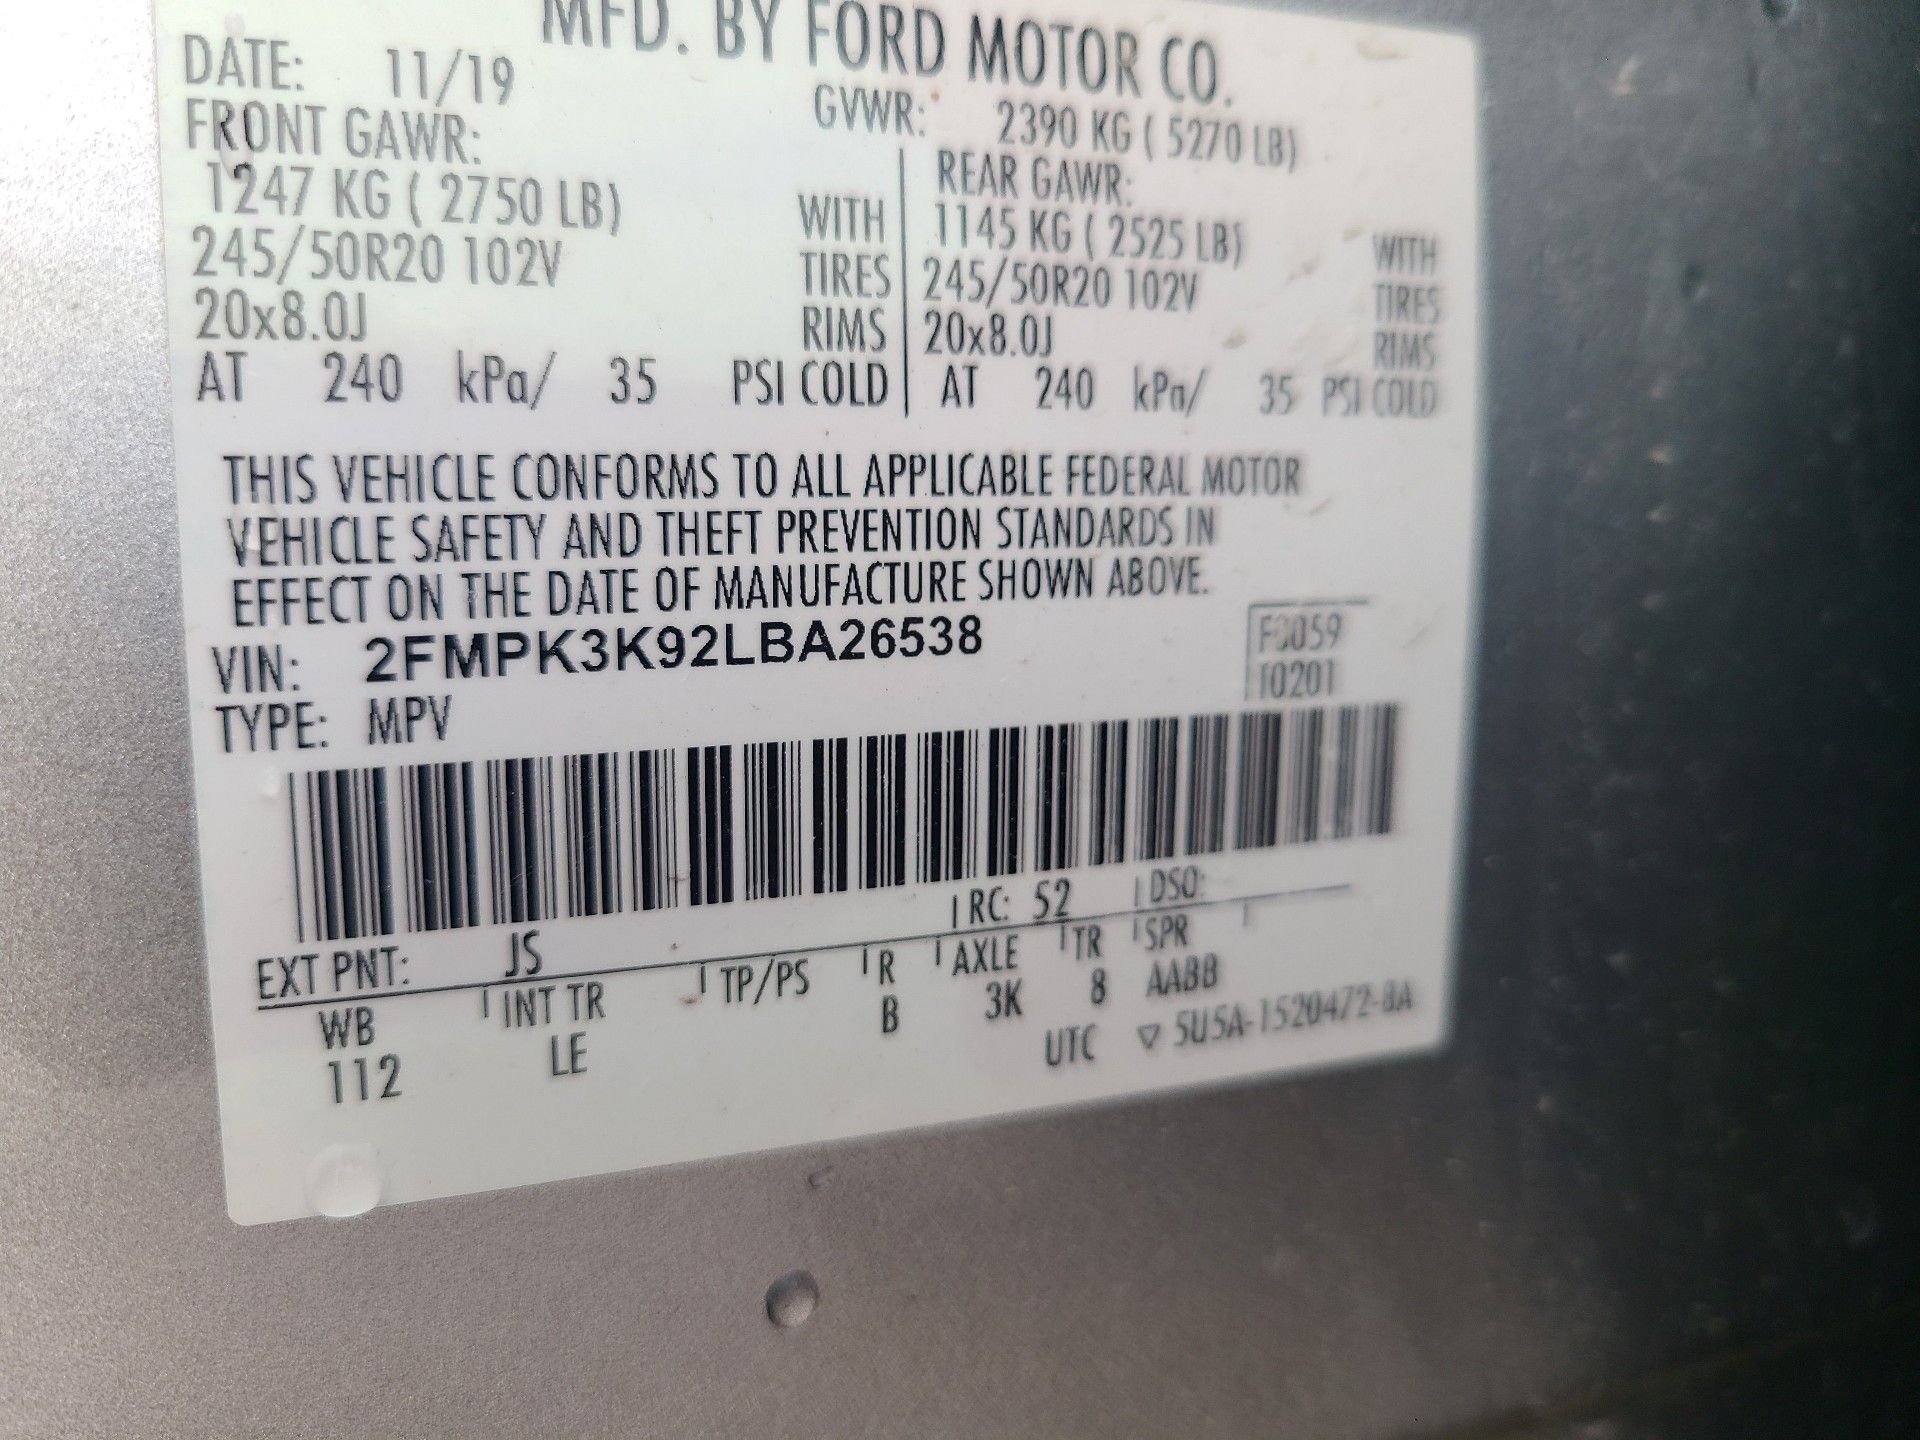 MFD. BY FORD MOTOR CO.
DATE: 11/19 GVWR: 2390 KG ( 5270 LB)
FRONT GAWR: REAR GAWR:
1247 KG ( 2750 LB) WITH 1145 KG ( 2525 LB) WITH
245/50R20 102V TIRES 245/50R20 102V TIRES
20x8.0J RIMS 20x8.0J RIMS
AT 240 kPa/ 35 PSI COLD AT 240 kPa/ 35 PSI COLD
THIS VEHICLE CONFORMS TO ALL APPLICABLE FEDERAL MOTOR
VEHICLE SAFETY AND THEFT PREVENTION STANDARDS IN
EFFECT ON THE DATE OF MANUFACTURE SHOWN ABOVE.
VIN: 2FMPK3K92LBA26538
TYPE: MPV
T0201
EXT PNT: JS RC: 52 DSO:
WB INT TR TP/PS R AXLE TR SPR
112 LE B 3K 8 AABB
UTC ▽ 5U5A-1520472-BA